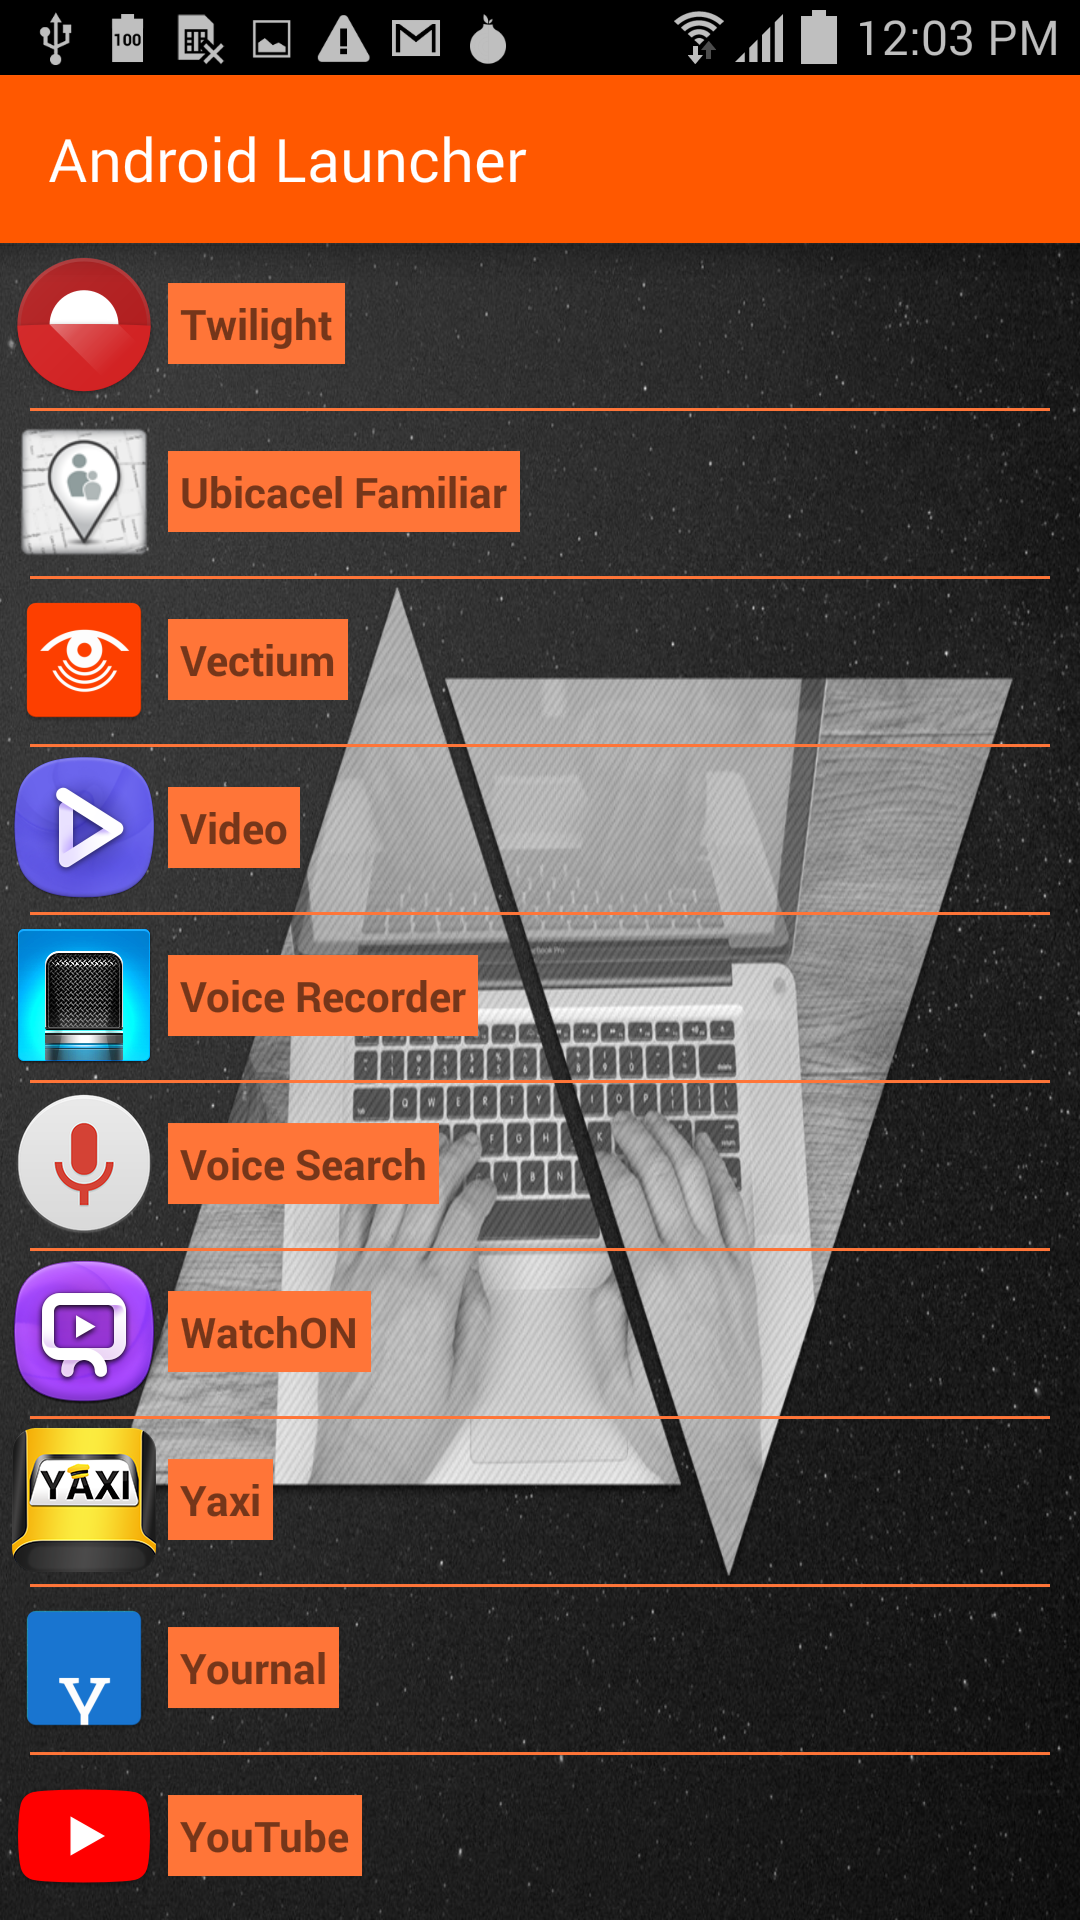 100
12:03 PM
Android Launcher
Twilight
Ubicacel Familiar
Vectium
Video
Voice Recorder
Voice Search
WatchON
YAXI
Yaxi
Y
Yournal
YouTube